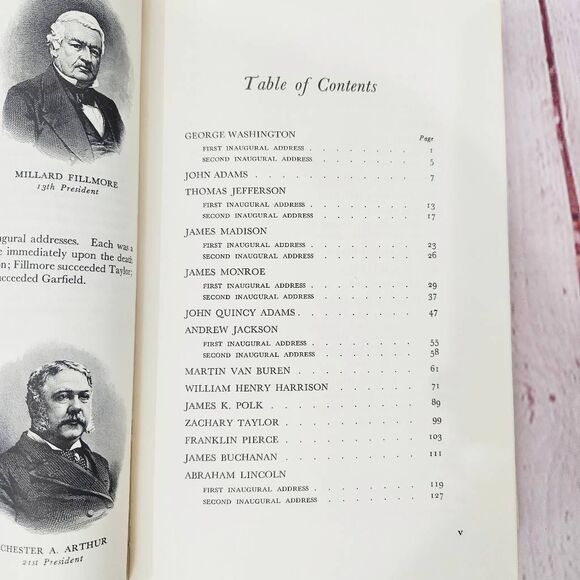 MILLARD FILLMORE
13th President
ugural addresses. Each was a
e immediately upon the death
on; Fillmore succeeded Taylor;
cceeded Garfield.
CHESTER A. ARTHUR
21st President
Table of Contents
Page
GEORGE WASHINGTON
FIRST INAUGURAL ADDRESS . . . . . . . . 1
SECOND INAUGURAL ADDRESS . . . . . . . . 5
JOHN ADAMS . . . . . . . . . . . 7
THOMAS JEFFERSON
FIRST INAUGURAL ADDRESS . . . . . . . . 13
SECOND INAUGURAL ADDRESS . . . . . . . . 17
JAMES MADISON
FIRST INAUGURAL ADDRESS . . . . . . . . 23
SECOND INAUGURAL ADDRESS . . . . . . . . 26
JAMES MONROE
FIRST INAUGURAL ADDRESS . . . . . . . . 29
SECOND INAUGURAL ADDRESS . . . . . . . . 37
JOHN QUINCY ADAMS . . . . . . . . 47
ANDREW JACKSON
FIRST INAUGURAL ADDRESS . . . . . . . . 55
SECOND INAUGURAL ADDRESS . . . . . . . . 58
MARTIN VAN BUREN . . . . . . . . 61
WILLIAM HENRY HARRISON . . . . . . 71
JAMES K. POLK . . . . . . . . . . 89
ZACHARY TAYLOR . . . . . . . . . 99
FRANKLIN PIERCE . . . . . . . . . 103
JAMES BUCHANAN . . . . . . . . . 111
ABRAHAM LINCOLN
FIRST INAUGURAL ADDRESS . . . . . . . . 119
SECOND INAUGURAL ADDRESS . . . . . . . . 127
v